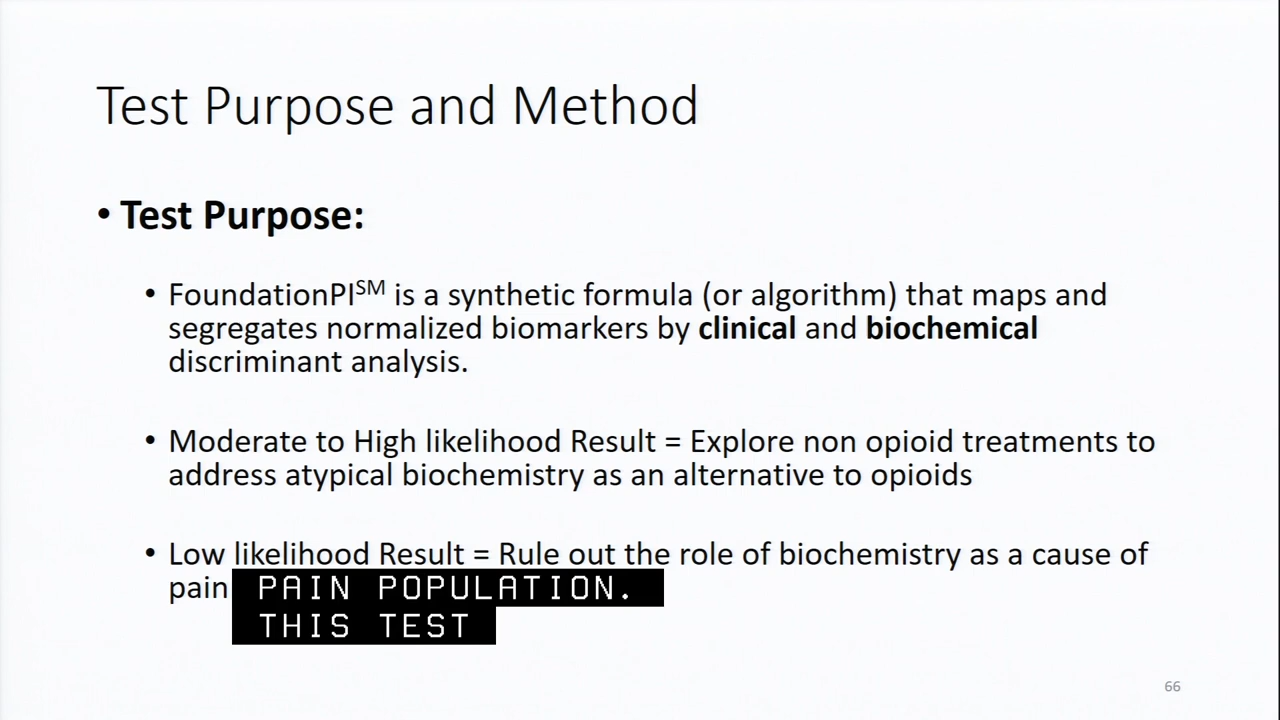 Test Purpose and Method
• Test Purpose:
• FoundationPI℠ is a synthetic formula (or algorithm) that maps and
segregates normalized biomarkers by clinical and biochemical
discriminant analysis.
• Moderate to High likelihood Result = Explore non opioid treatments to
address atypical biochemistry as an alternative to opioids
• Low likelihood Result = Rule out the role of biochemistry as a cause of
pain
PAIN POPULATION.
THIS TEST
66